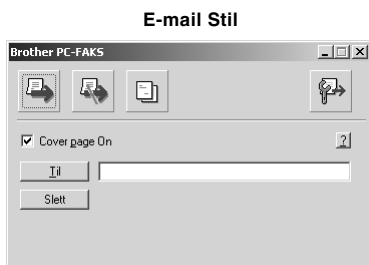 E-mail Stil
Brother PC-FAKS
Cover page On
?
Til
Slett